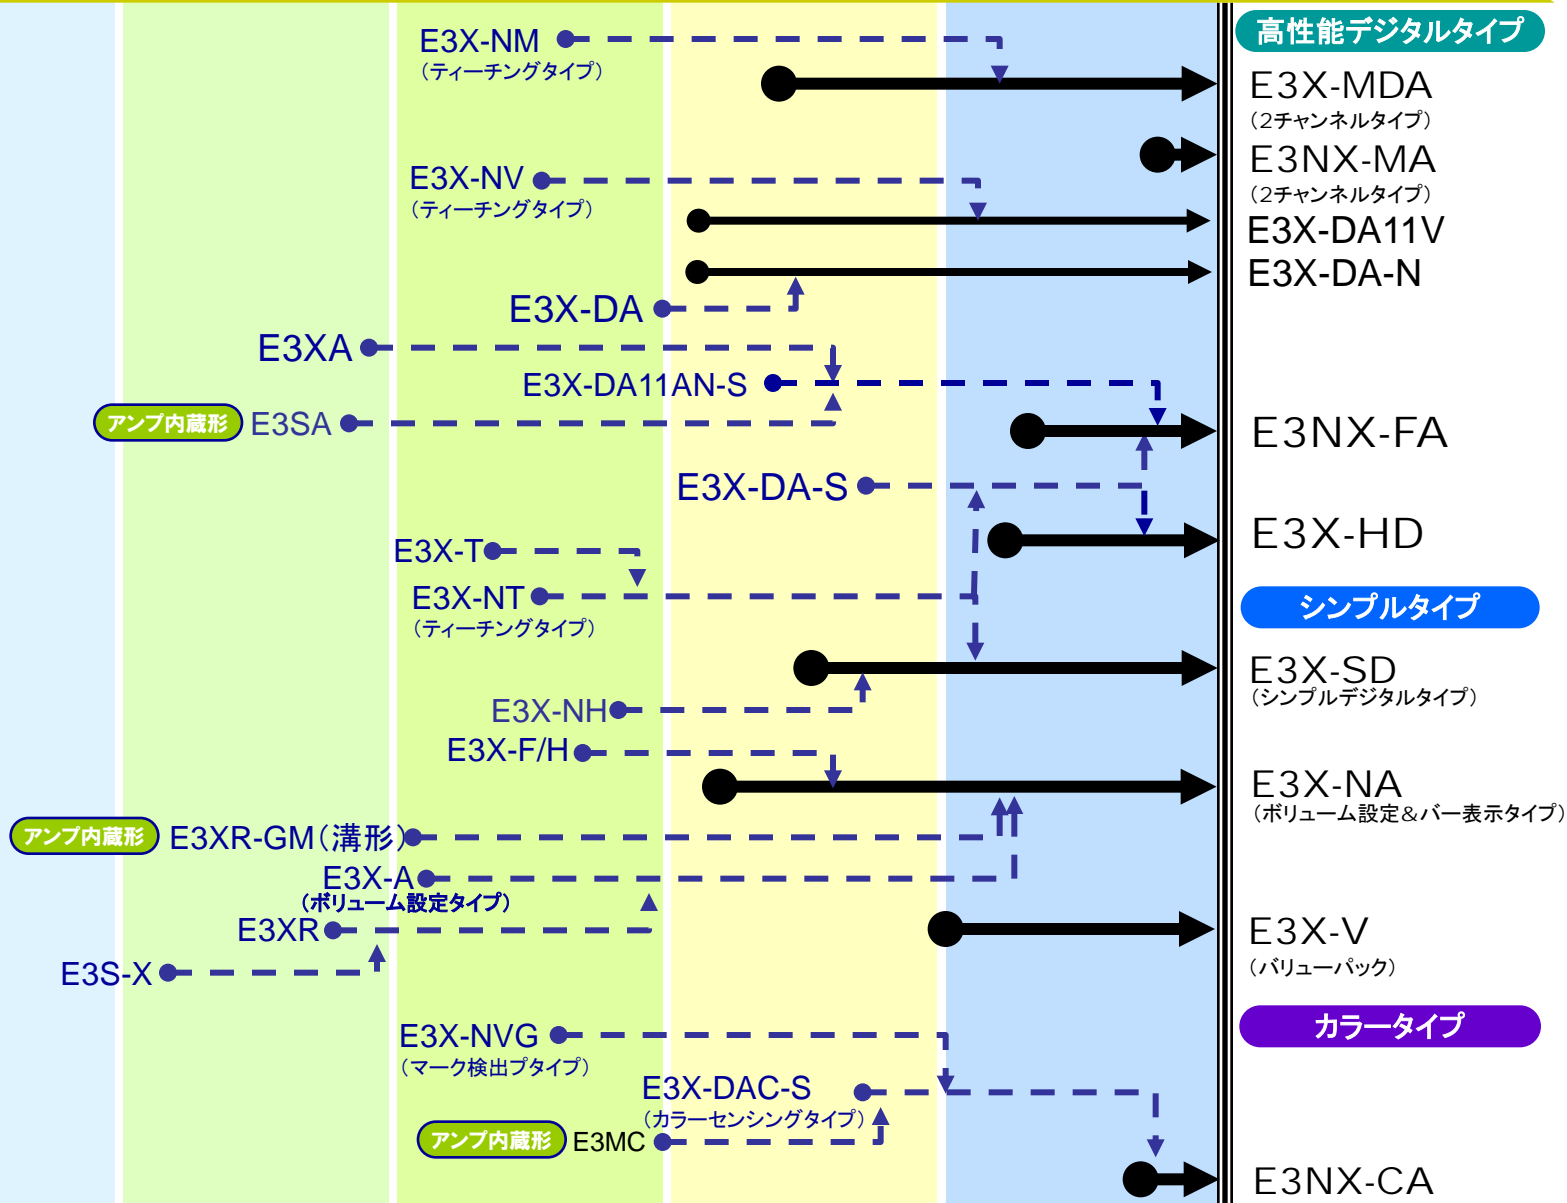 高性能デジタルタイプ
E3X-NM
（ティーチングタイプ）
E3X-MDA
（2チャンネルタイプ）
E3NX-MA
（2チャンネルタイプ）
E3X-NV
（ティーチングタイプ）
E3X-DA11V
E3X-DA-N
E3X-DA
E3XA
E3X-DA11AN-S
アンプ内蔵形 E3SA
E3NX-FA
E3X-DA-S
E3X-HD
E3X-T
E3X-NT
（ティーチングタイプ）
シンプルタイプ
E3X-SD
（シンプルデジタルタイプ）
E3X-NH
E3X-F/H
E3X-NA
（ボリューム設定&バー表示タイプ）
アンプ内蔵形 E3XR-GM（溝形）
E3X-A
（ボリューム設定タイプ）
E3XR
E3X-V
（バリューパック）
E3S-X
カラータイプ
E3X-NVG
（マーク検出プタイプ）
E3X-DAC-S
（カラーセンシングタイプ）
アンプ内蔵形 E3MC
E3NX-CA